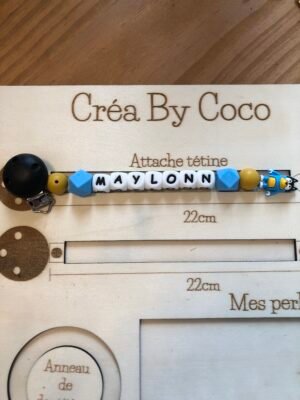 Créa By Coco
Attache tétine
MAYLONN
22cm
22cm
Mes perl
Anneau
de